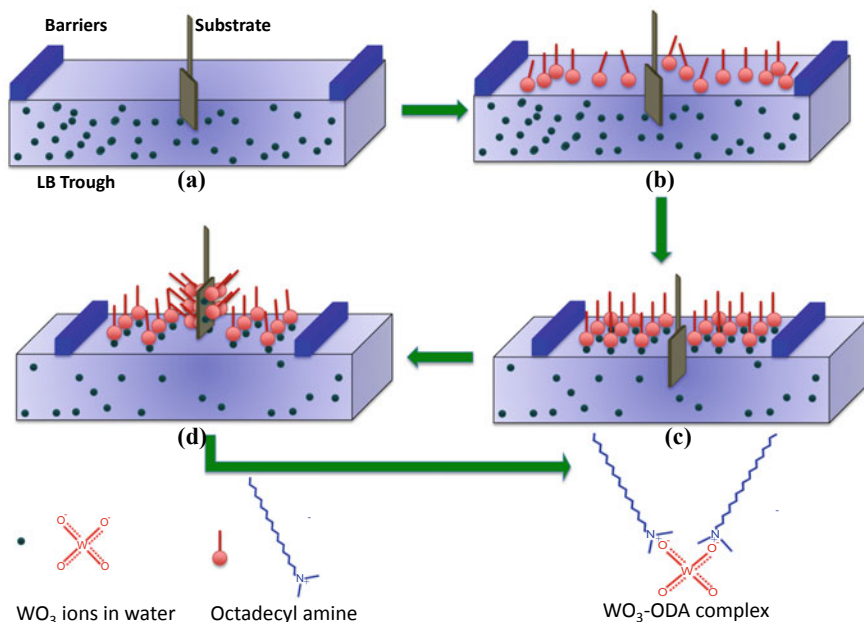 Barriers
Substrate
LB Trough
(a)
(b)
(d)
(c)
O⁻ O⁻
W
O O
N⁺
N⁺ N⁺
O⁻ O⁻
W
O O
WO₃ ions in water
Octadecyl amine
WO₃-ODA complex